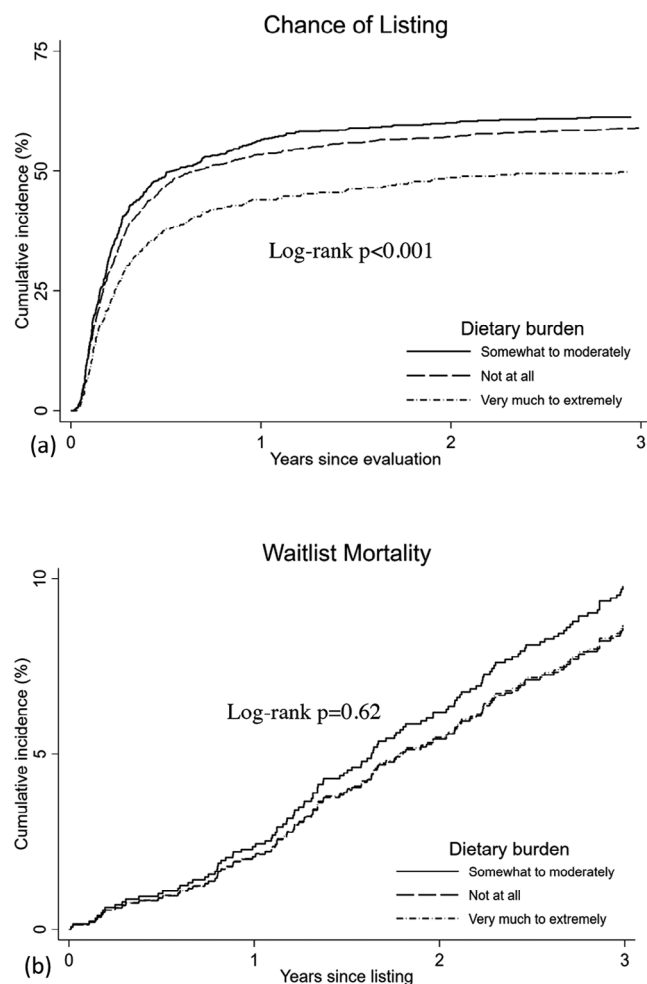 Chance of Listing
75
50
25
0
Cumulative incidence (%)
Log-rank p<0.001
Dietary burden
Somewhat to moderately
Not at all
Very much to extremely
0 1 2 3
Years since evaluation
(a)
Waitlist Mortality
10
5
0
Cumulative incidence (%)
Log-rank p=0.62
Dietary burden
Somewhat to moderately
Not at all
Very much to extremely
0 1 2 3
Years since listing
(b)